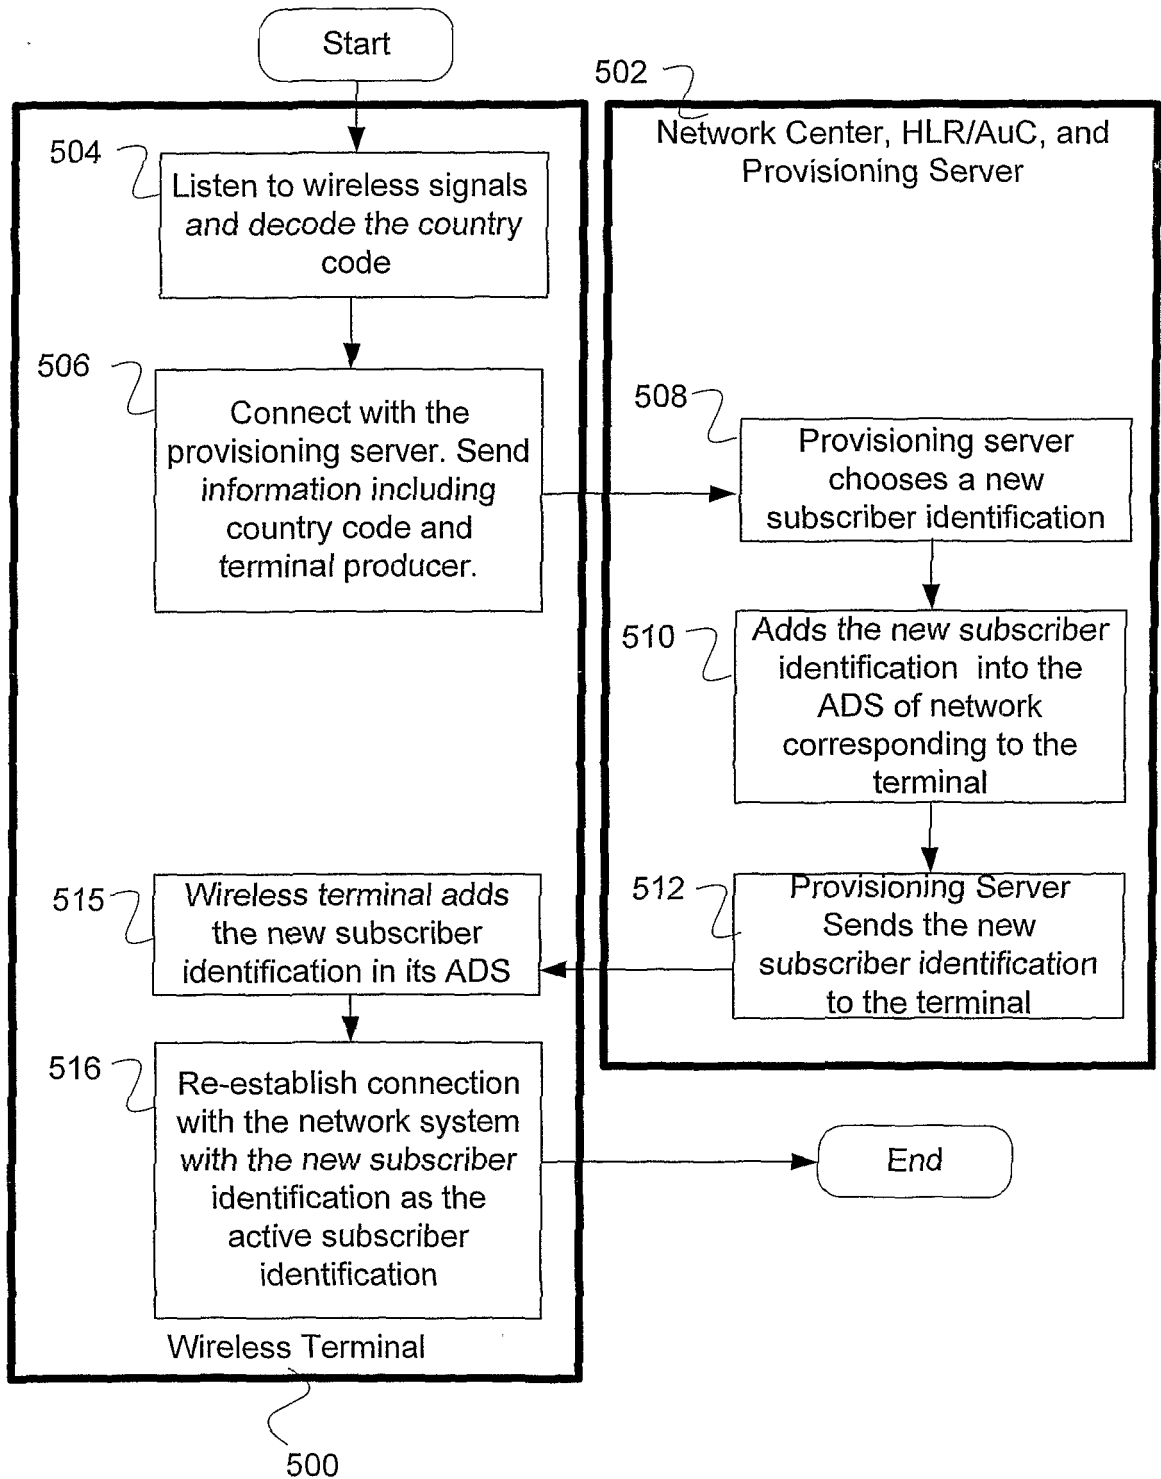 Start
502
Network Center, HLR/AuC, and
Provisioning Server
504
Listen to wireless signals
and decode the country
code
506
Connect with the
provisioning server. Send
information including
country code and
terminal producer.
508
Provisioning server
chooses a new
subscriber identification
510
Adds the new subscriber
identification into the
ADS of network
corresponding to the
terminal
512
Provisioning Server
Sends the new
subscriber identification
to the terminal
515
Wireless terminal adds
the new subscriber
identification in its ADS
516
Re-establish connection
with the network system
with the new subscriber
identification as the
active subscriber
identification
End
Wireless Terminal
500